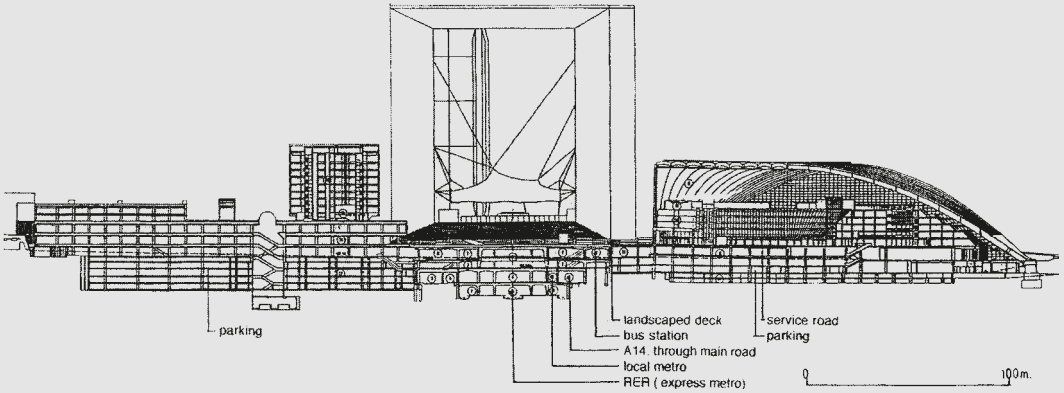 parking
landscaped deck
bus station
A14. through main road
local metro
RER ( express metro)
service road
parking
0 100m.